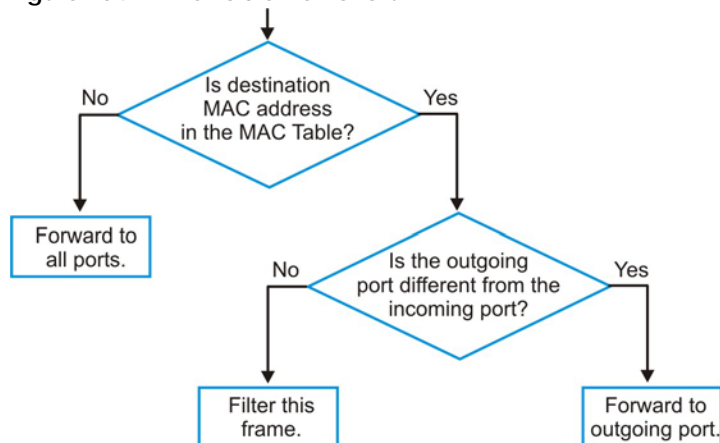 Is destination
MAC address
in the MAC Table?
No
Yes
Forward to
all ports.
Is the outgoing
port different from the
incoming port?
No
Yes
Filter this
frame.
Forward to
outgoing port.